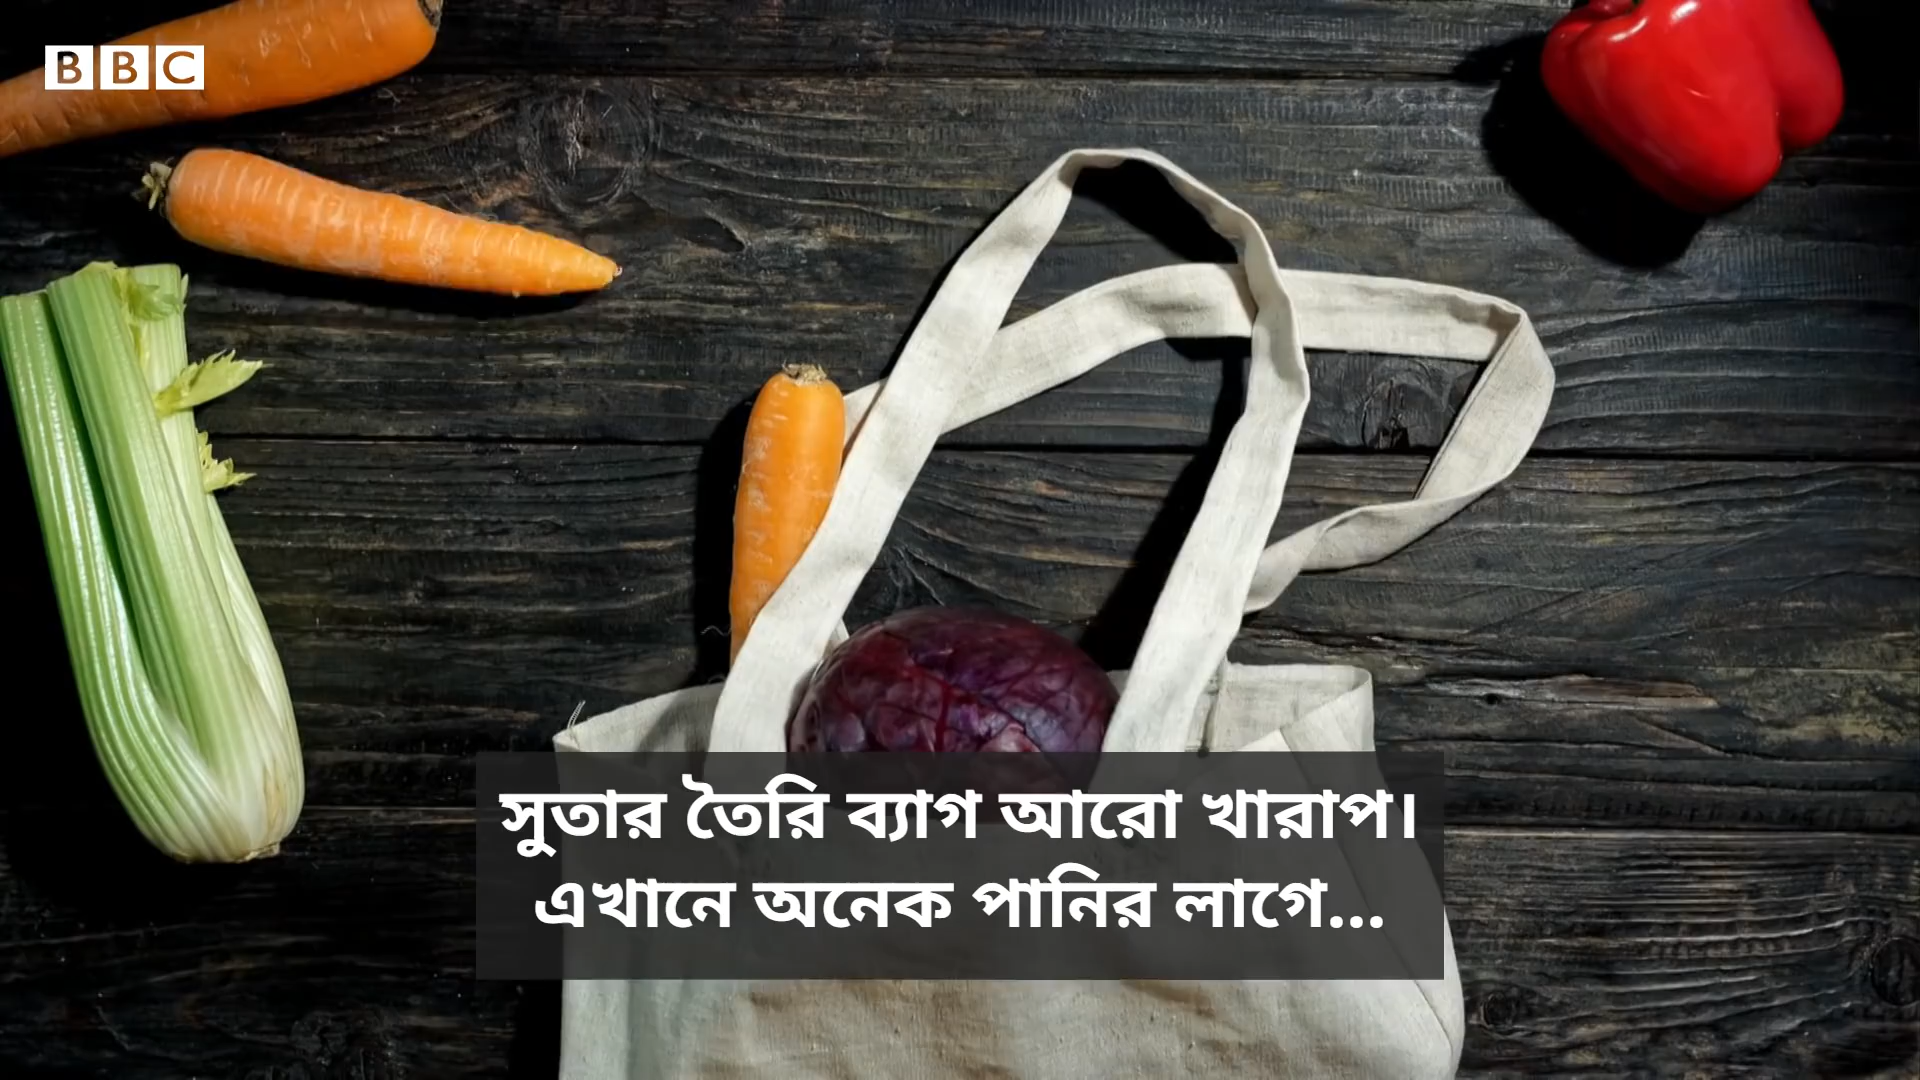 BBC
সুতার তৈরি ব্যাগ আরো খারাপ।
এখানে অনেক পানির লাগে...